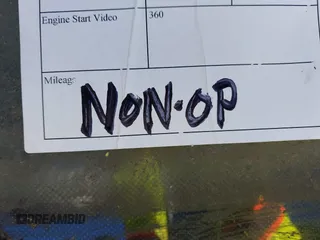 Engine Start Video 360
Mileage
NON-OP
DREAMBID